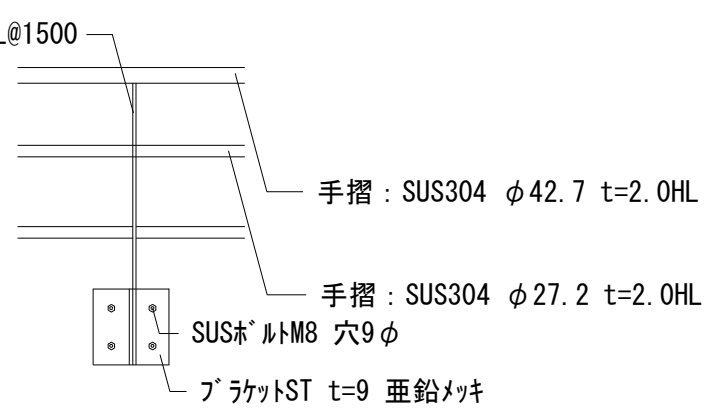 L@1500
手摺：SUS304 φ42.7 t=2.0HL
手摺：SUS304 φ27.2 t=2.0HL
SUSﾎﾞﾙﾄM8 穴9φ
ﾌﾞﾗｹｯﾄST t=9 亜鉛ﾒｯｷ